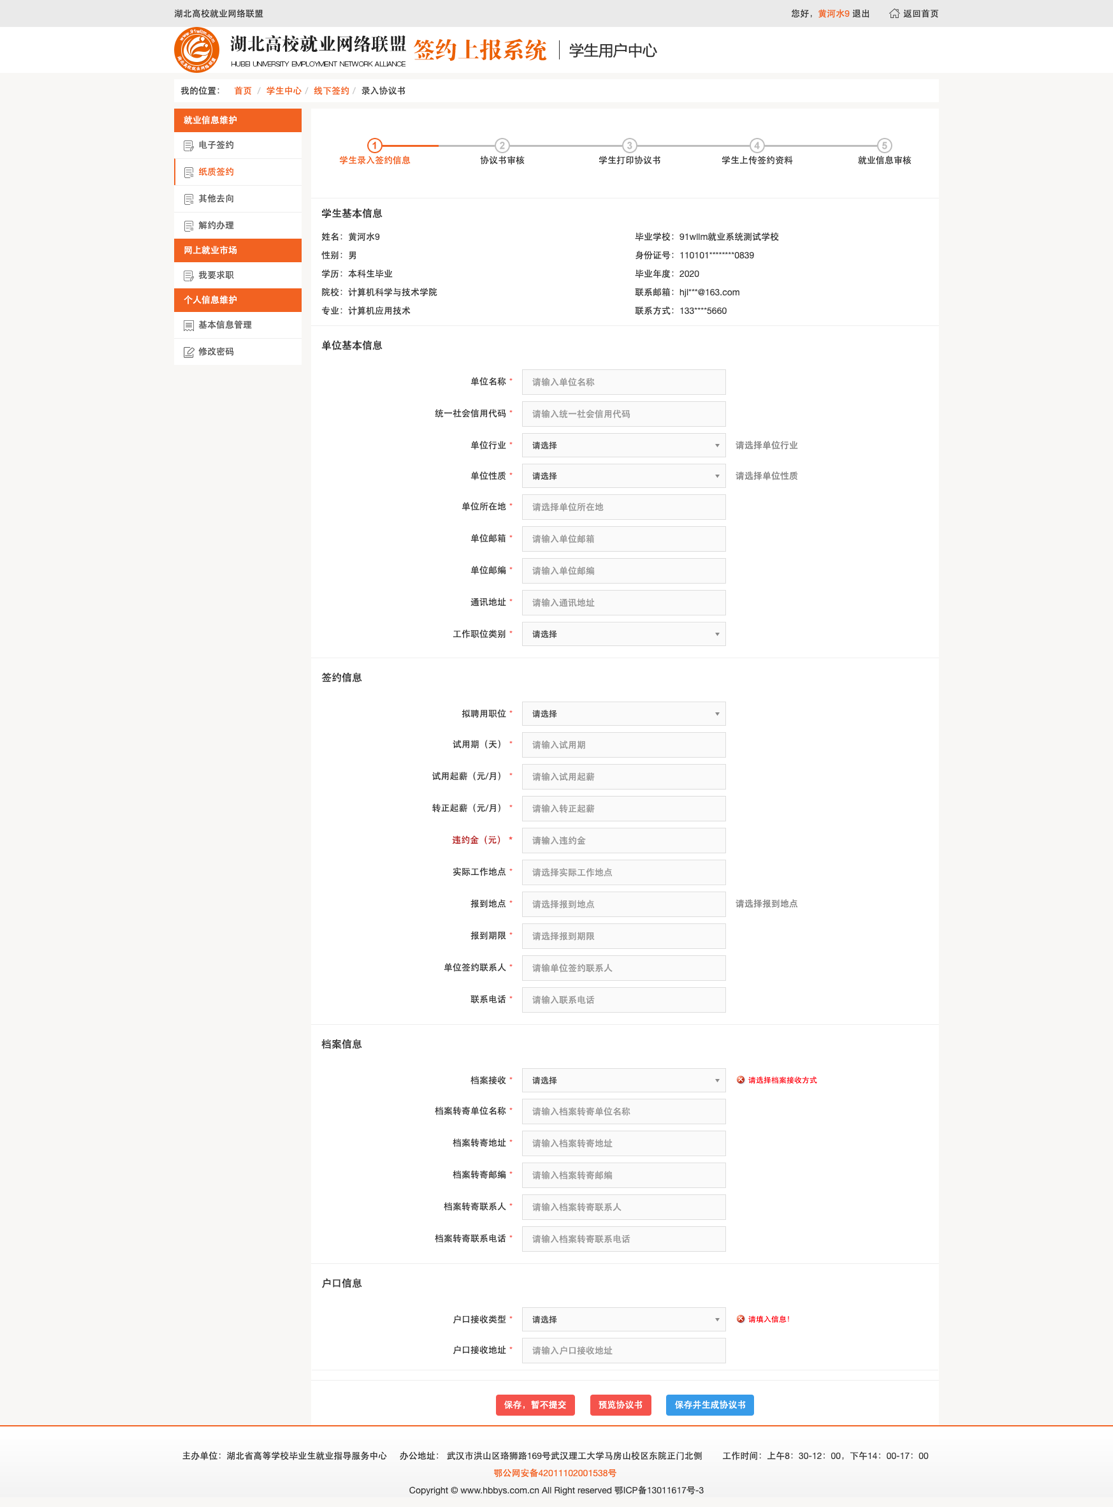 湖北高校就业网络联盟
您好，黄河水9 退出 返回首页
湖北高校就业网络联盟 签约上报系统 学生用户中心
HUBEI UNIVERSITY EMPLOYMENT NETWORK ALLIANCE
我的位置： 首页 / 学生中心 / 线下签约 / 录入协议书
就业信息维护
电子签约
纸质签约
其他去向
解约办理
网上就业市场
我要求职
个人信息维护
基本信息管理
修改密码
1 2 3 4 5
学生录入签约信息 协议书审核 学生打印协议书 学生上传签约资料 就业信息审核
学生基本信息
姓名：黄河水9 毕业学校：91wllm就业系统测试学校
性别：男 身份证号：110101********0839
学历：本科生毕业 毕业年度：2020
院校：计算机科学与技术学院 联系邮箱：hjl***@163.com
专业：计算机应用技术 联系方式：133****5660
单位基本信息
单位名称 * 请输入单位名称
统一社会信用代码 * 请输入统一社会信用代码
单位行业 * 请选择 请选择单位行业
单位性质 * 请选择 请选择单位性质
单位所在地 * 请选择单位所在地
单位邮箱 * 请输入单位邮箱
单位邮编 * 请输入单位邮编
通讯地址 * 请输入通讯地址
工作职位类别 * 请选择
签约信息
拟聘用职位 * 请选择
试用期（天） * 请输入试用期
试用起薪（元/月） * 请输入试用起薪
转正起薪（元/月） * 请输入转正起薪
违约金（元） * 请输入违约金
实际工作地点 * 请选择实际工作地点
报到地点 * 请选择报到地点 请选择报到地点
报到期限 * 请选择报到期限
单位签约联系人 * 请输单位签约联系人
联系电话 * 请输入联系电话
档案信息
档案接收 * 请选择 请选择档案接收方式
档案转寄单位名称 * 请输入档案转寄单位名称
档案转寄地址 * 请输入档案转寄地址
档案转寄邮编 * 请输入档案转寄邮编
档案转寄联系人 * 请输入档案转寄联系人
档案转寄联系电话 * 请输入档案转寄联系电话
户口信息
户口接收类型 * 请选择 请填入信息！
户口接收地址 * 请输入户口接收地址
保存，暂不提交 预览协议书 保存并生成协议书
主办单位：湖北省高等学校毕业生就业指导服务中心 办公地址： 武汉市洪山区珞狮路169号武汉理工大学马房山校区东院正门北侧 工作时间：上午8：30-12：00，下午14：00-17：00
鄂公网安备42011102001538号
Copyright © www.hbbys.com.cn All Right reserved 鄂ICP备13011617号-3